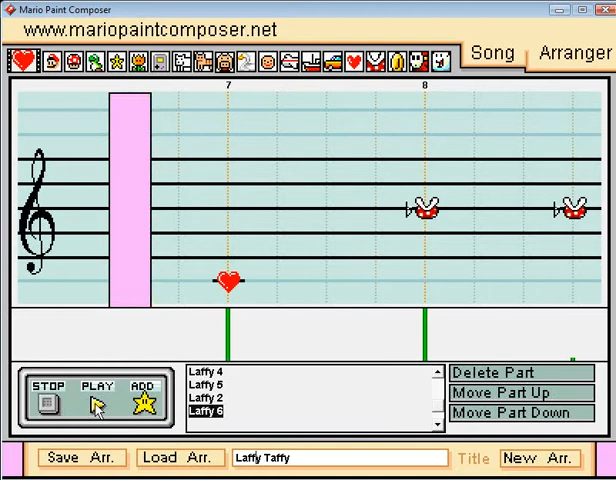 Mario Paint Composer
www.mariopaintcomposer.net
Song
Arranger
7
8
STOP
PLAY
ADD
Laffy 4
Laffy 5
Laffy 2
Laffy 6
Delete Part
Move Part Up
Move Part Down
Save Arr.
Load Arr.
Laffy Taffy
Title
New Arr.